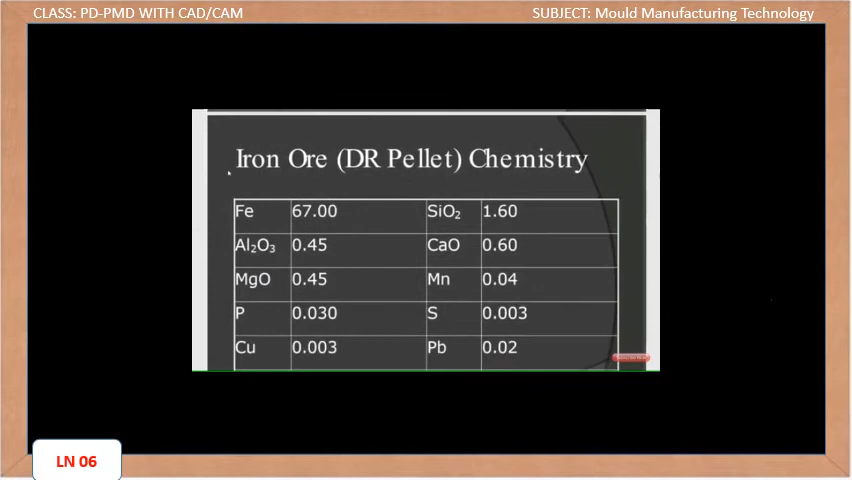 CLASS: PD-PMD WITH CAD/CAM SUBJECT: Mould Manufacturing Technology
Iron Ore (DR Pellet) Chemistry
Fe 67.00 SiO₂ 1.60
Al₂O₃ 0.45 CaO 0.60
MgO 0.45 Mn 0.04
P 0.030 S 0.003
Cu 0.003 Pb 0.02
LN 06